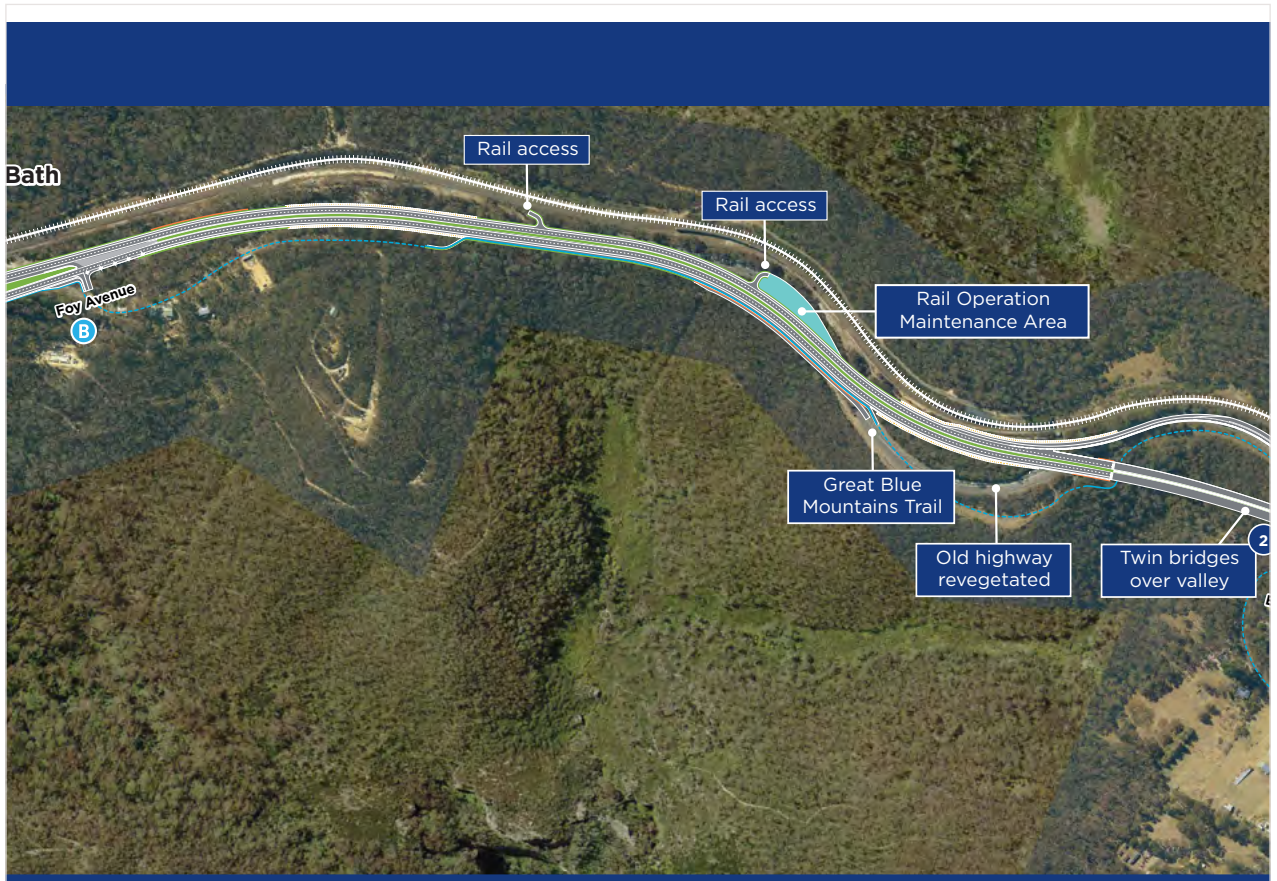 Rail access
Bath
Rail access
Rail Operation
Maintenance Area
Foy Avenue
B
Great Blue
Mountains Trail
2
Old highway
revegetated
Twin bridges
over valley